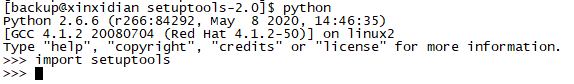 [backup@xinxidian setuptools-2.0]$ python
Python 2.6.6 (r266:84292, May  8 2020, 14:46:35)
[GCC 4.1.2 20080704 (Red Hat 4.1.2-50)] on linux2
Type "help", "copyright", "credits" or "license" for more information.
>>> import setuptools
>>>